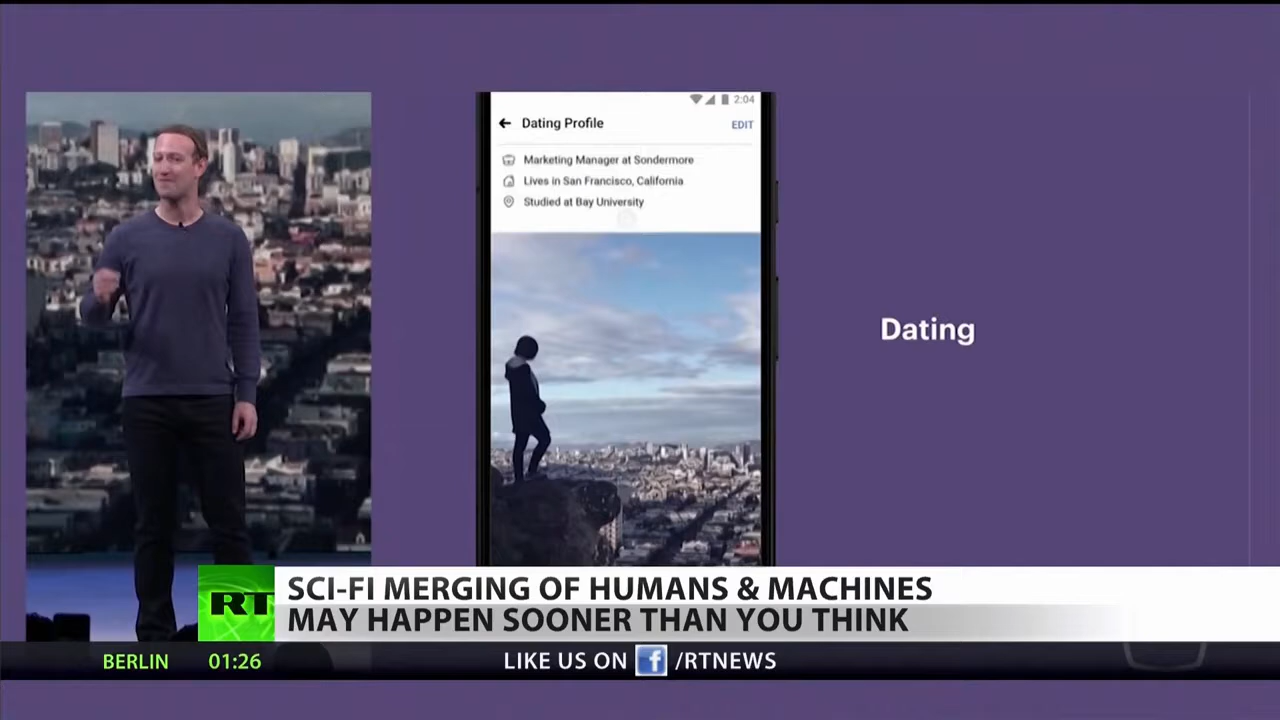 2:04
Dating Profile
EDIT
Marketing Manager at Sondermore
Lives in San Francisco, California
Studied at Bay University
Dating
RT
SCI-FI MERGING OF HUMANS & MACHINES
MAY HAPPEN SOONER THAN YOU THINK
BERLIN 01:26
LIKE US ON f /RTNEWS